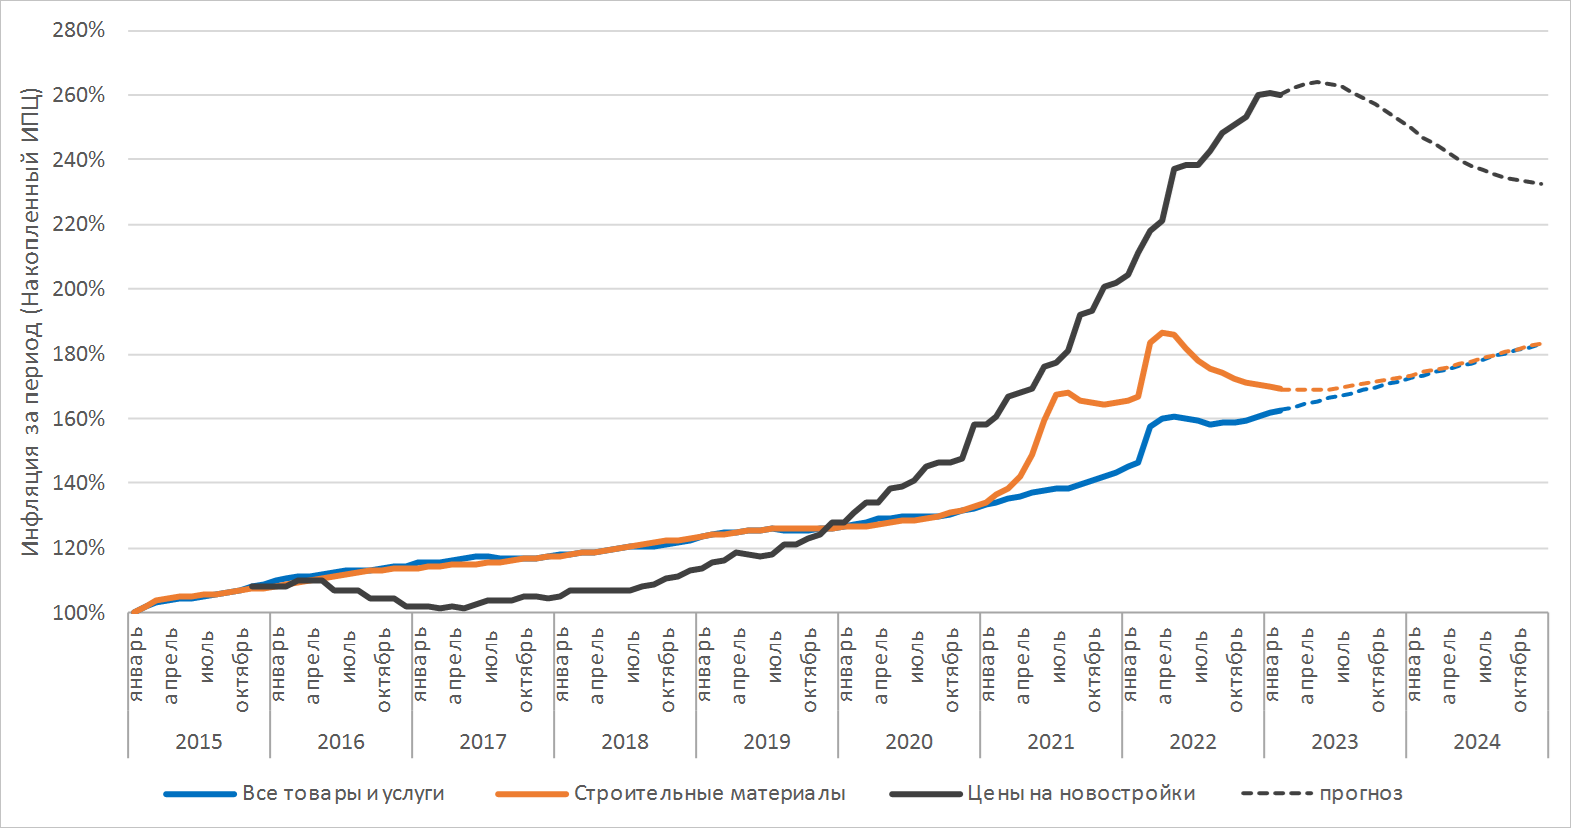 Инфляция за период (Накопленный ИПЦ)
280%
260%
240%
220%
200%
180%
160%
140%
120%
100%
январь апрель июль октябрь январь апрель июль октябрь январь апрель июль октябрь январь апрель июль октябрь январь апрель июль октябрь январь апрель июль октябрь январь апрель июль октябрь январь апрель июль октябрь январь апрель июль октябрь январь апрель июль октябрь
2015 2016 2017 2018 2019 2020 2021 2022 2023 2024
Все товары и услуги Строительные материалы Цены на новостройки прогноз